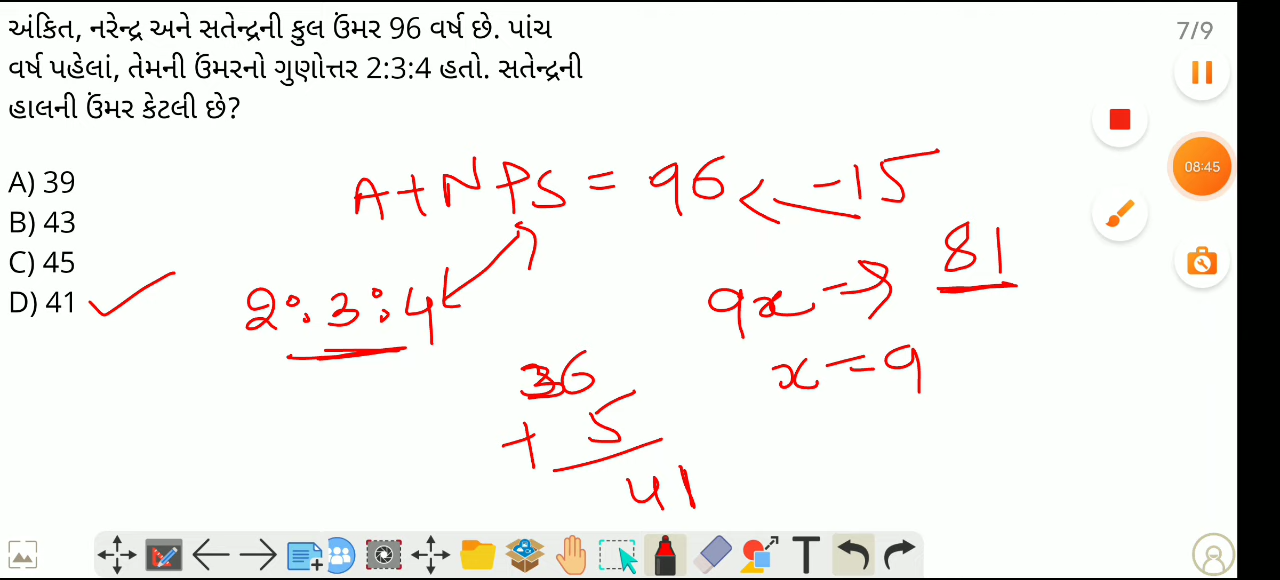 અંકિત, નરેન્દ્ર અને સતેન્દ્રની કુલ ઉંમર 96 વર્ષ છે. પાંચ
વર્ષ પહેલાં, તેમની ઉંમરનો ગુણોત્તર 2:3:4 હતો. સતેન્દ્રની
હાલની ઉંમર કેટલી છે?
7/9
08:45
A) 39
B) 43
C) 45
D) 41
A+NPS = 96 -15
81
2:3:4
9x
x=9
36
+ 5
41
T